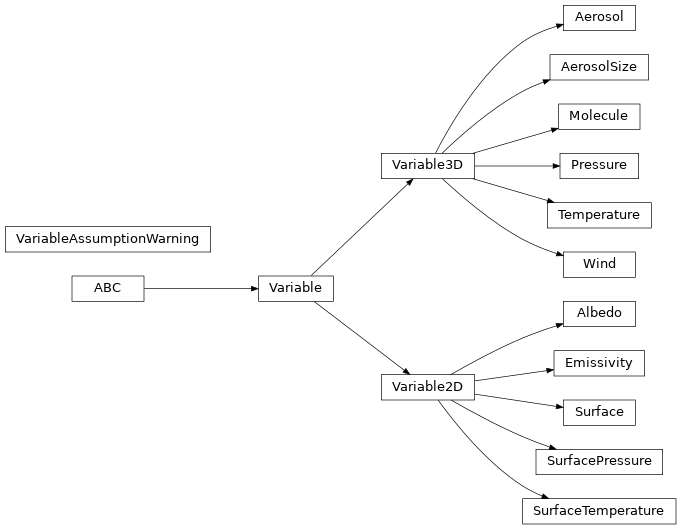 Aerosol
AerosolSize
Molecule
Variable3D
Pressure
Temperature
VariableAssumptionWarning
Wind
ABC
Variable
Albedo
Emissivity
Variable2D
Surface
SurfacePressure
SurfaceTemperature